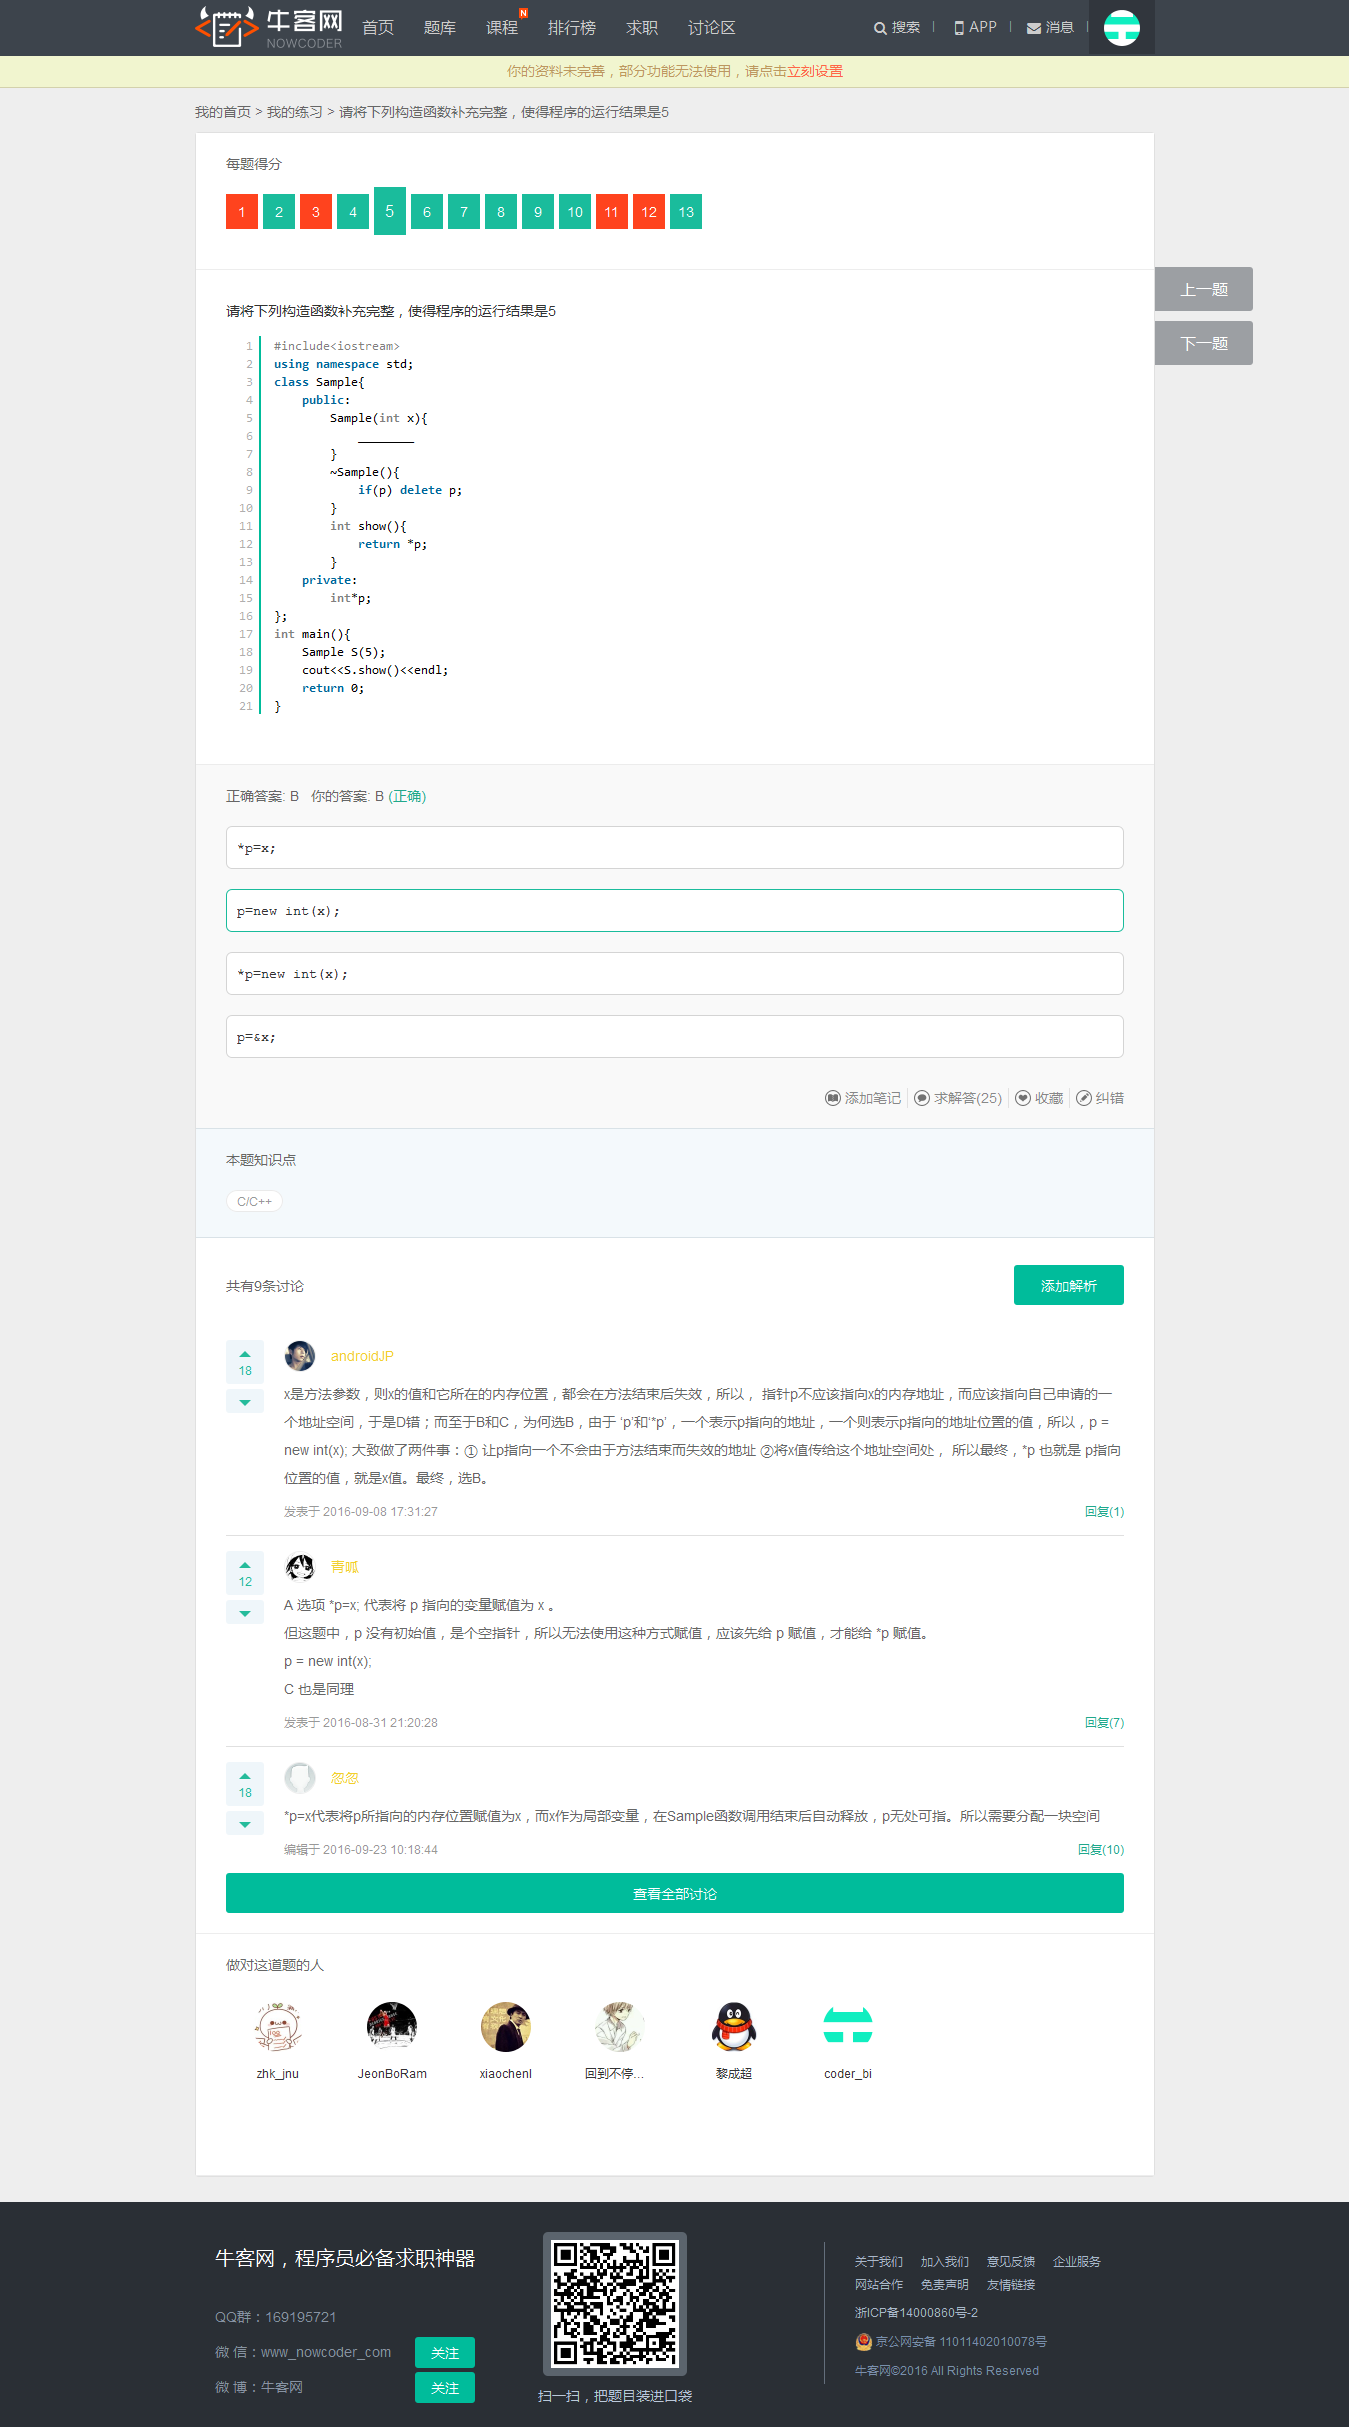 牛客网
NOWCODER
首页 题库 课程 N 排行榜 求职 讨论区 搜索 APP 消息
你的资料未完善，部分功能无法使用，请点击立刻设置
我的首页 > 我的练习 > 请将下列构造函数补充完整，使得程序的运行结果是5
每题得分
1 2 3 4 5 6 7 8 9 10 11 12 13
上一题
下一题
请将下列构造函数补充完整，使得程序的运行结果是5
1 #include<iostream>
2 using namespace std;
3 class Sample{
4 public:
5 Sample(int x){
6 ________
7 }
8 ~Sample(){
9 if(p) delete p;
10 }
11 int show(){
12 return *p;
13 }
14 private:
15 int*p;
16 };
17 int main(){
18 Sample S(5);
19 cout<<S.show()<<endl;
20 return 0;
21 }
正确答案: B 你的答案: B (正确)
*p=x;
p=new int(x);
*p=new int(x);
p=&x;
添加笔记 求解答(25) 收藏 纠错
本题知识点
C/C++
共有9条讨论 添加解析
18 androidJP
x是方法参数，则x的值和它所在的内存位置，都会在方法结束后失效，所以， 指针p不应该指向x的内存地址，而应该指向自己申请的一
个地址空间，于是D错；而至于B和C，为何选B，由于 ‘p’和‘*p’，一个表示p指向的地址，一个则表示p指向的地址位置的值，所以，p =
new int(x); 大致做了两件事：① 让p指向一个不会由于方法结束而失效的地址 ②将x值传给这个地址空间处， 所以最终，*p 也就是 p指向
位置的值，就是x值。最终，选B。
发表于 2016-09-08 17:31:27 回复(1)
12 青呱
A 选项 *p=x; 代表将 p 指向的变量赋值为 x 。
但这题中，p 没有初始值，是个空指针，所以无法使用这种方式赋值，应该先给 p 赋值，才能给 *p 赋值。
p = new int(x);
C 也是同理
发表于 2016-08-31 21:20:28 回复(7)
18 忽忽
*p=x代表将p所指向的内存位置赋值为x，而x作为局部变量，在Sample函数调用结束后自动释放，p无处可指。所以需要分配一块空间
编辑于 2016-09-23 10:18:44 回复(10)
查看全部讨论
做对这道题的人
zhk_jnu JeonBoRam xiaochenl 回到不停... 黎成超 coder_bi
牛客网，程序员必备求职神器
QQ群：169195721
微 信：www_nowcoder_com 关注
微 博：牛客网 关注
扫一扫，把题目装进口袋
关于我们 加入我们 意见反馈 企业服务
网站合作 免责声明 友情链接
浙ICP备14000860号-2
京公网安备 11011402010078号
牛客网©2016 All Rights Reserved